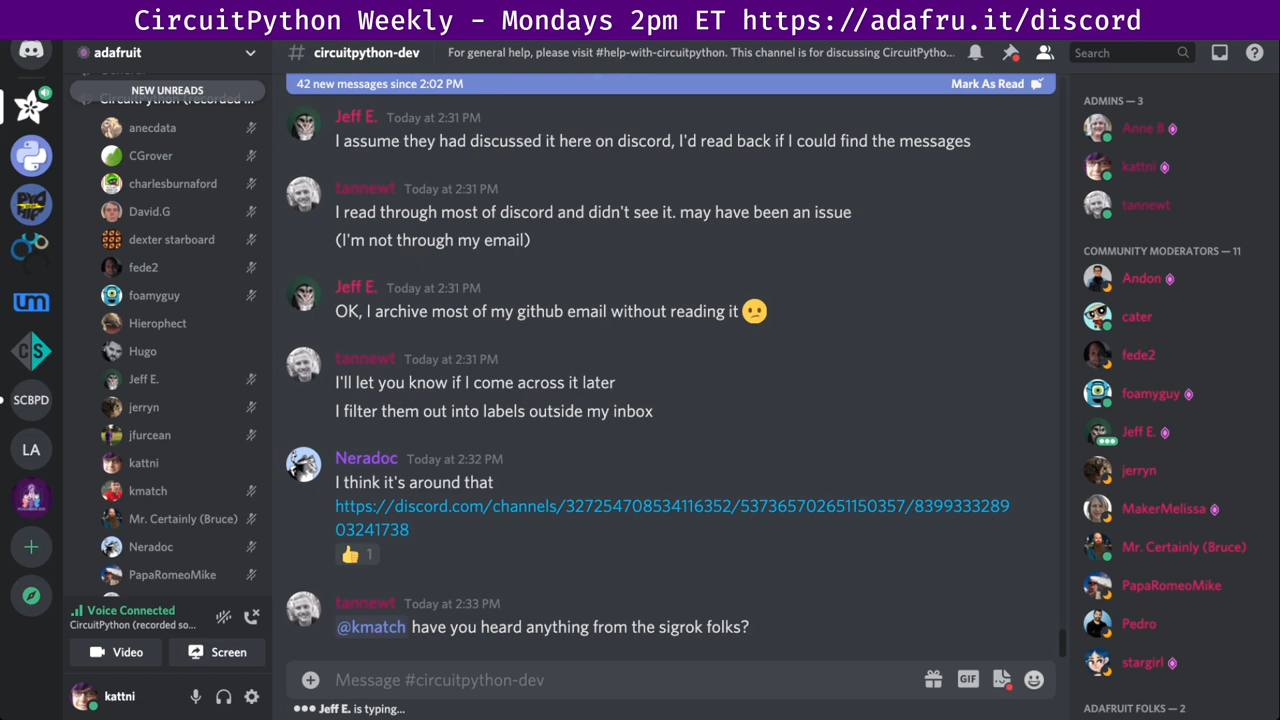 CircuitPython Weekly - Mondays 2pm ET https://adafru.it/discord
adafruit
# circuitpython-dev
For general help, please visit #help-with-circuitpython. This channel is for discussing CircuitPytho...
Search
NEW UNREADS
CircuitPython (recorded ...
anecdata
CGrover
charlesburnaford
David.G
dexter starboard
fede2
foamyguy
Hierophect
Hugo
Jeff E.
jerryn
jfurcean
kattni
kmatch
Mr. Certainly (Bruce)
Neradoc
PapaRomeoMike
Voice Connected
CircuitPython (recorded so...
Video
Screen
kattni
SCBPD
LA
42 new messages since 2:02 PM
Mark As Read
Jeff E. Today at 2:31 PM
I assume they had discussed it here on discord, I'd read back if I could find the messages
tannewt Today at 2:31 PM
I read through most of discord and didn't see it. may have been an issue
(I'm not through my email)
Jeff E. Today at 2:31 PM
OK, I archive most of my github email without reading it 😕
tannewt Today at 2:31 PM
I'll let you know if I come across it later
I filter them out into labels outside my inbox
Neradoc Today at 2:32 PM
I think it's around that
https://discord.com/channels/327254708534116352/537365702651150357/8399333289
03241738
👍 1
tannewt Today at 2:33 PM
@kmatch have you heard anything from the sigrok folks?
Message #circuitpython-dev
GIF
Jeff E. is typing...
ADMINS — 3
Anne B
kattni
tannewt
COMMUNITY MODERATORS — 11
Andon
cater
fede2
foamyguy
Jeff E.
jerryn
MakerMelissa
Mr. Certainly (Bruce)
PapaRomeoMike
Pedro
stargirl
ADAFRUIT FOLKS — 2